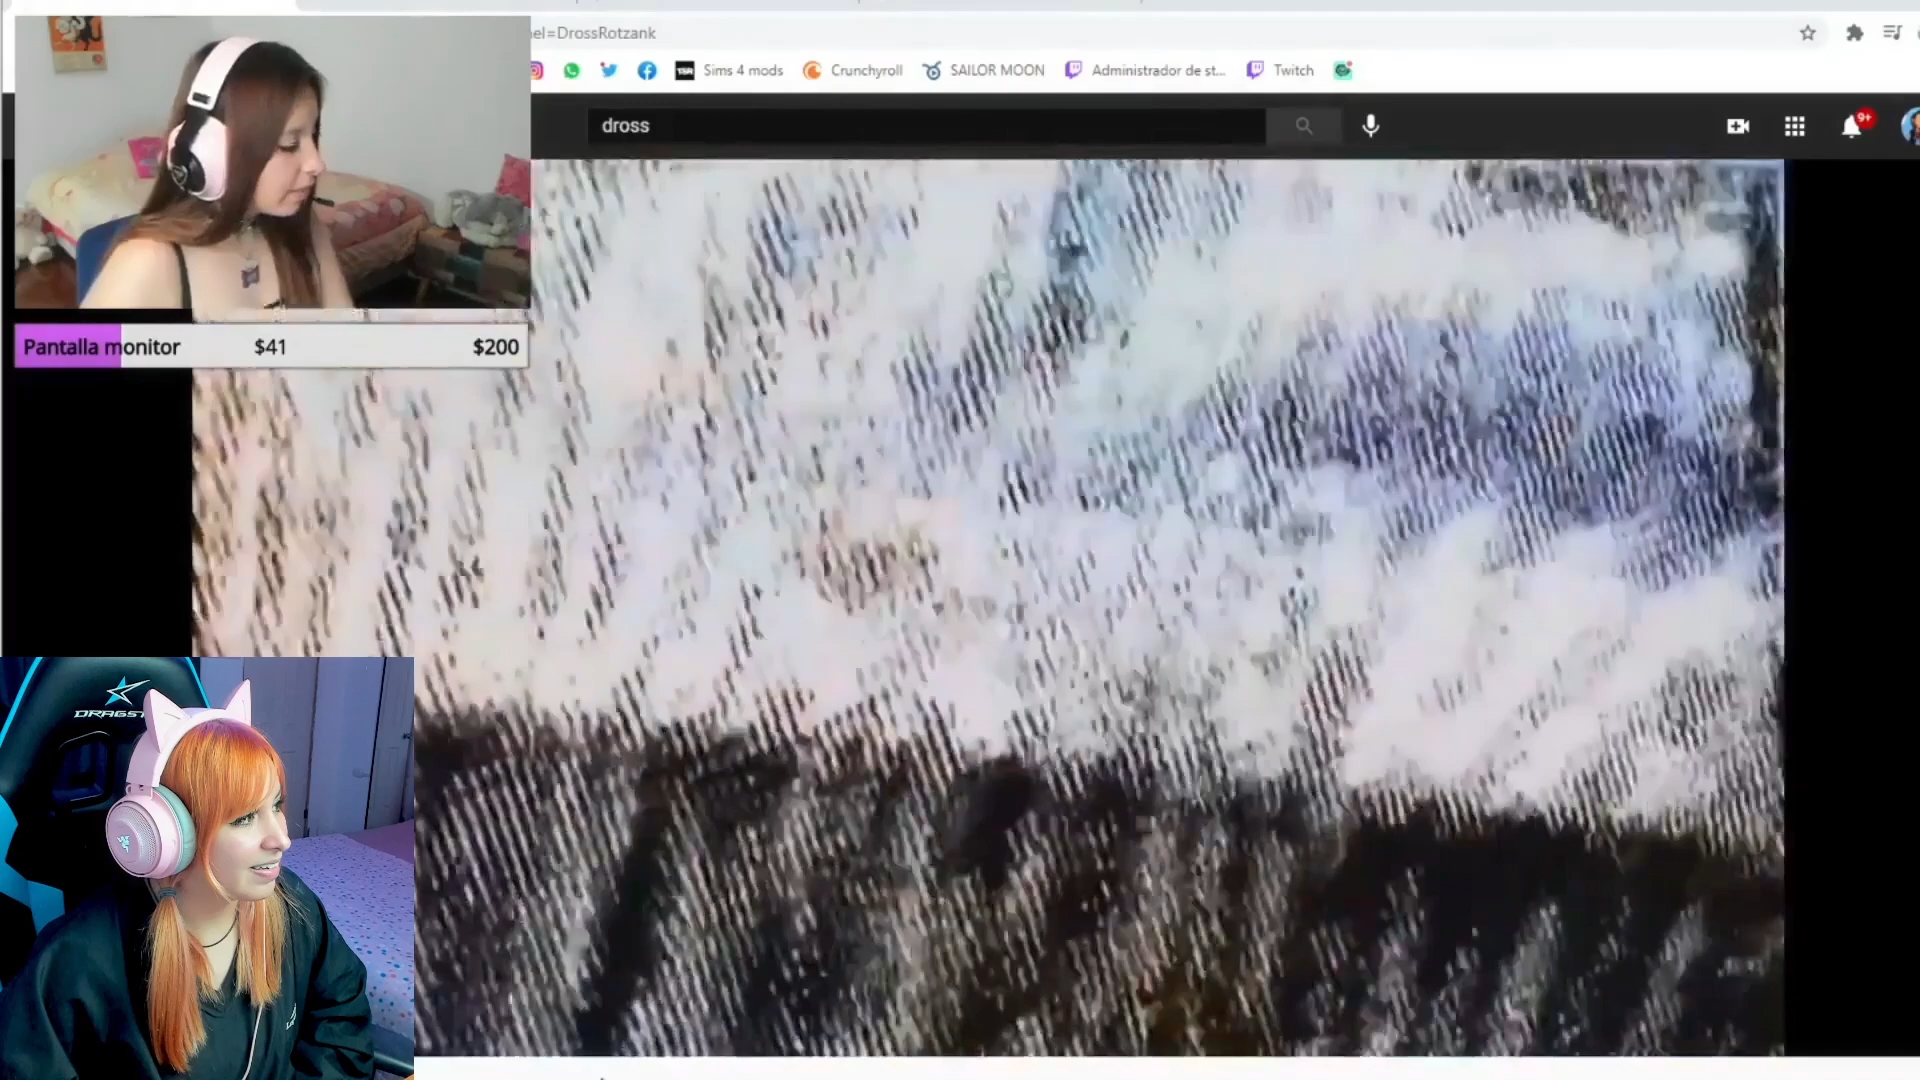 el=DrossRotzank
TSR Sims 4 mods Crunchyroll SAILOR MOON Administrador de st... Twitch
dross
9+
Pantalla monitor $41 $200
DRAGST